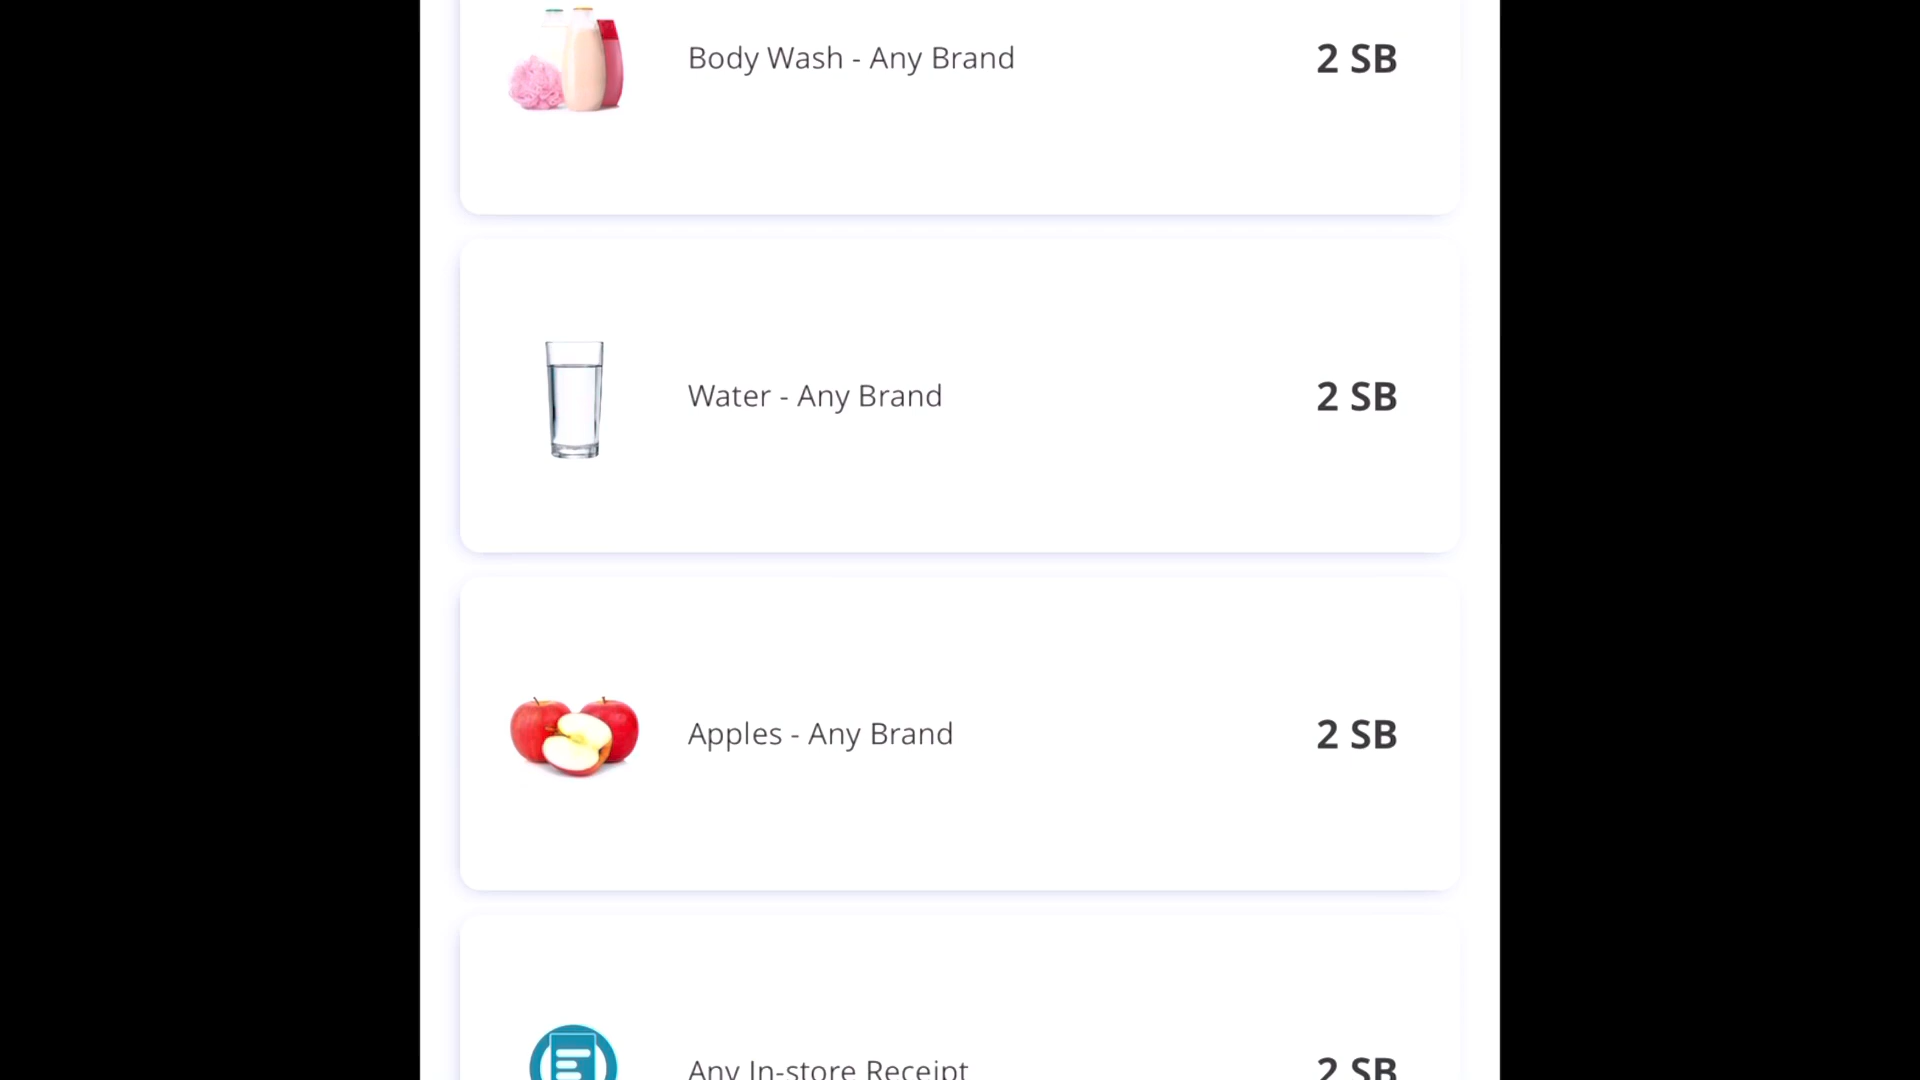 Body Wash - Any Brand 2 SB
Water - Any Brand 2 SB
Apples - Any Brand 2 SB
Any In-store Receipt 2 SB